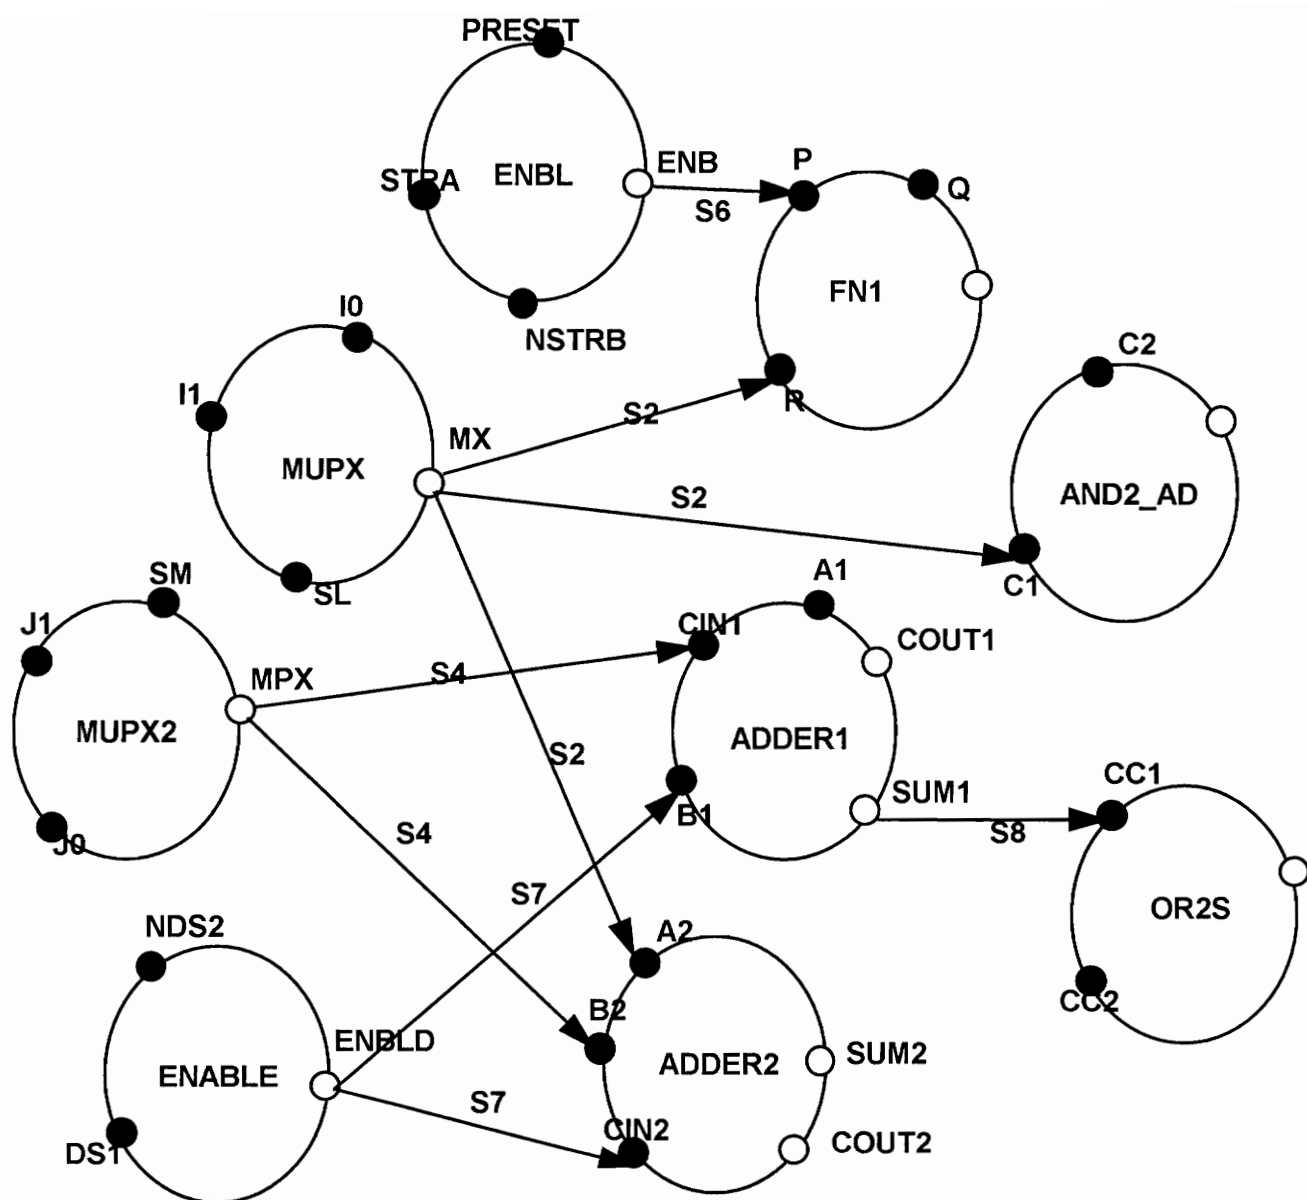 PRESET
ENB
P
STRA
ENBL
S6
Q
FN1
I0
NSTRB
C2
I1
R
S2
MX
MUPX
S2
AND2_AD
SM
SL
A1
C1
J1
CIN1
COUT1
MPX
S4
MUPX2
ADDER1
S2
CC1
SUM1
B1
S4
J0
S8
S7
OR2S
NDS2
A2
CC2
B2
ENBLD
SUM2
ENABLE
ADDER2
S7
CIN2
COUT2
DS1